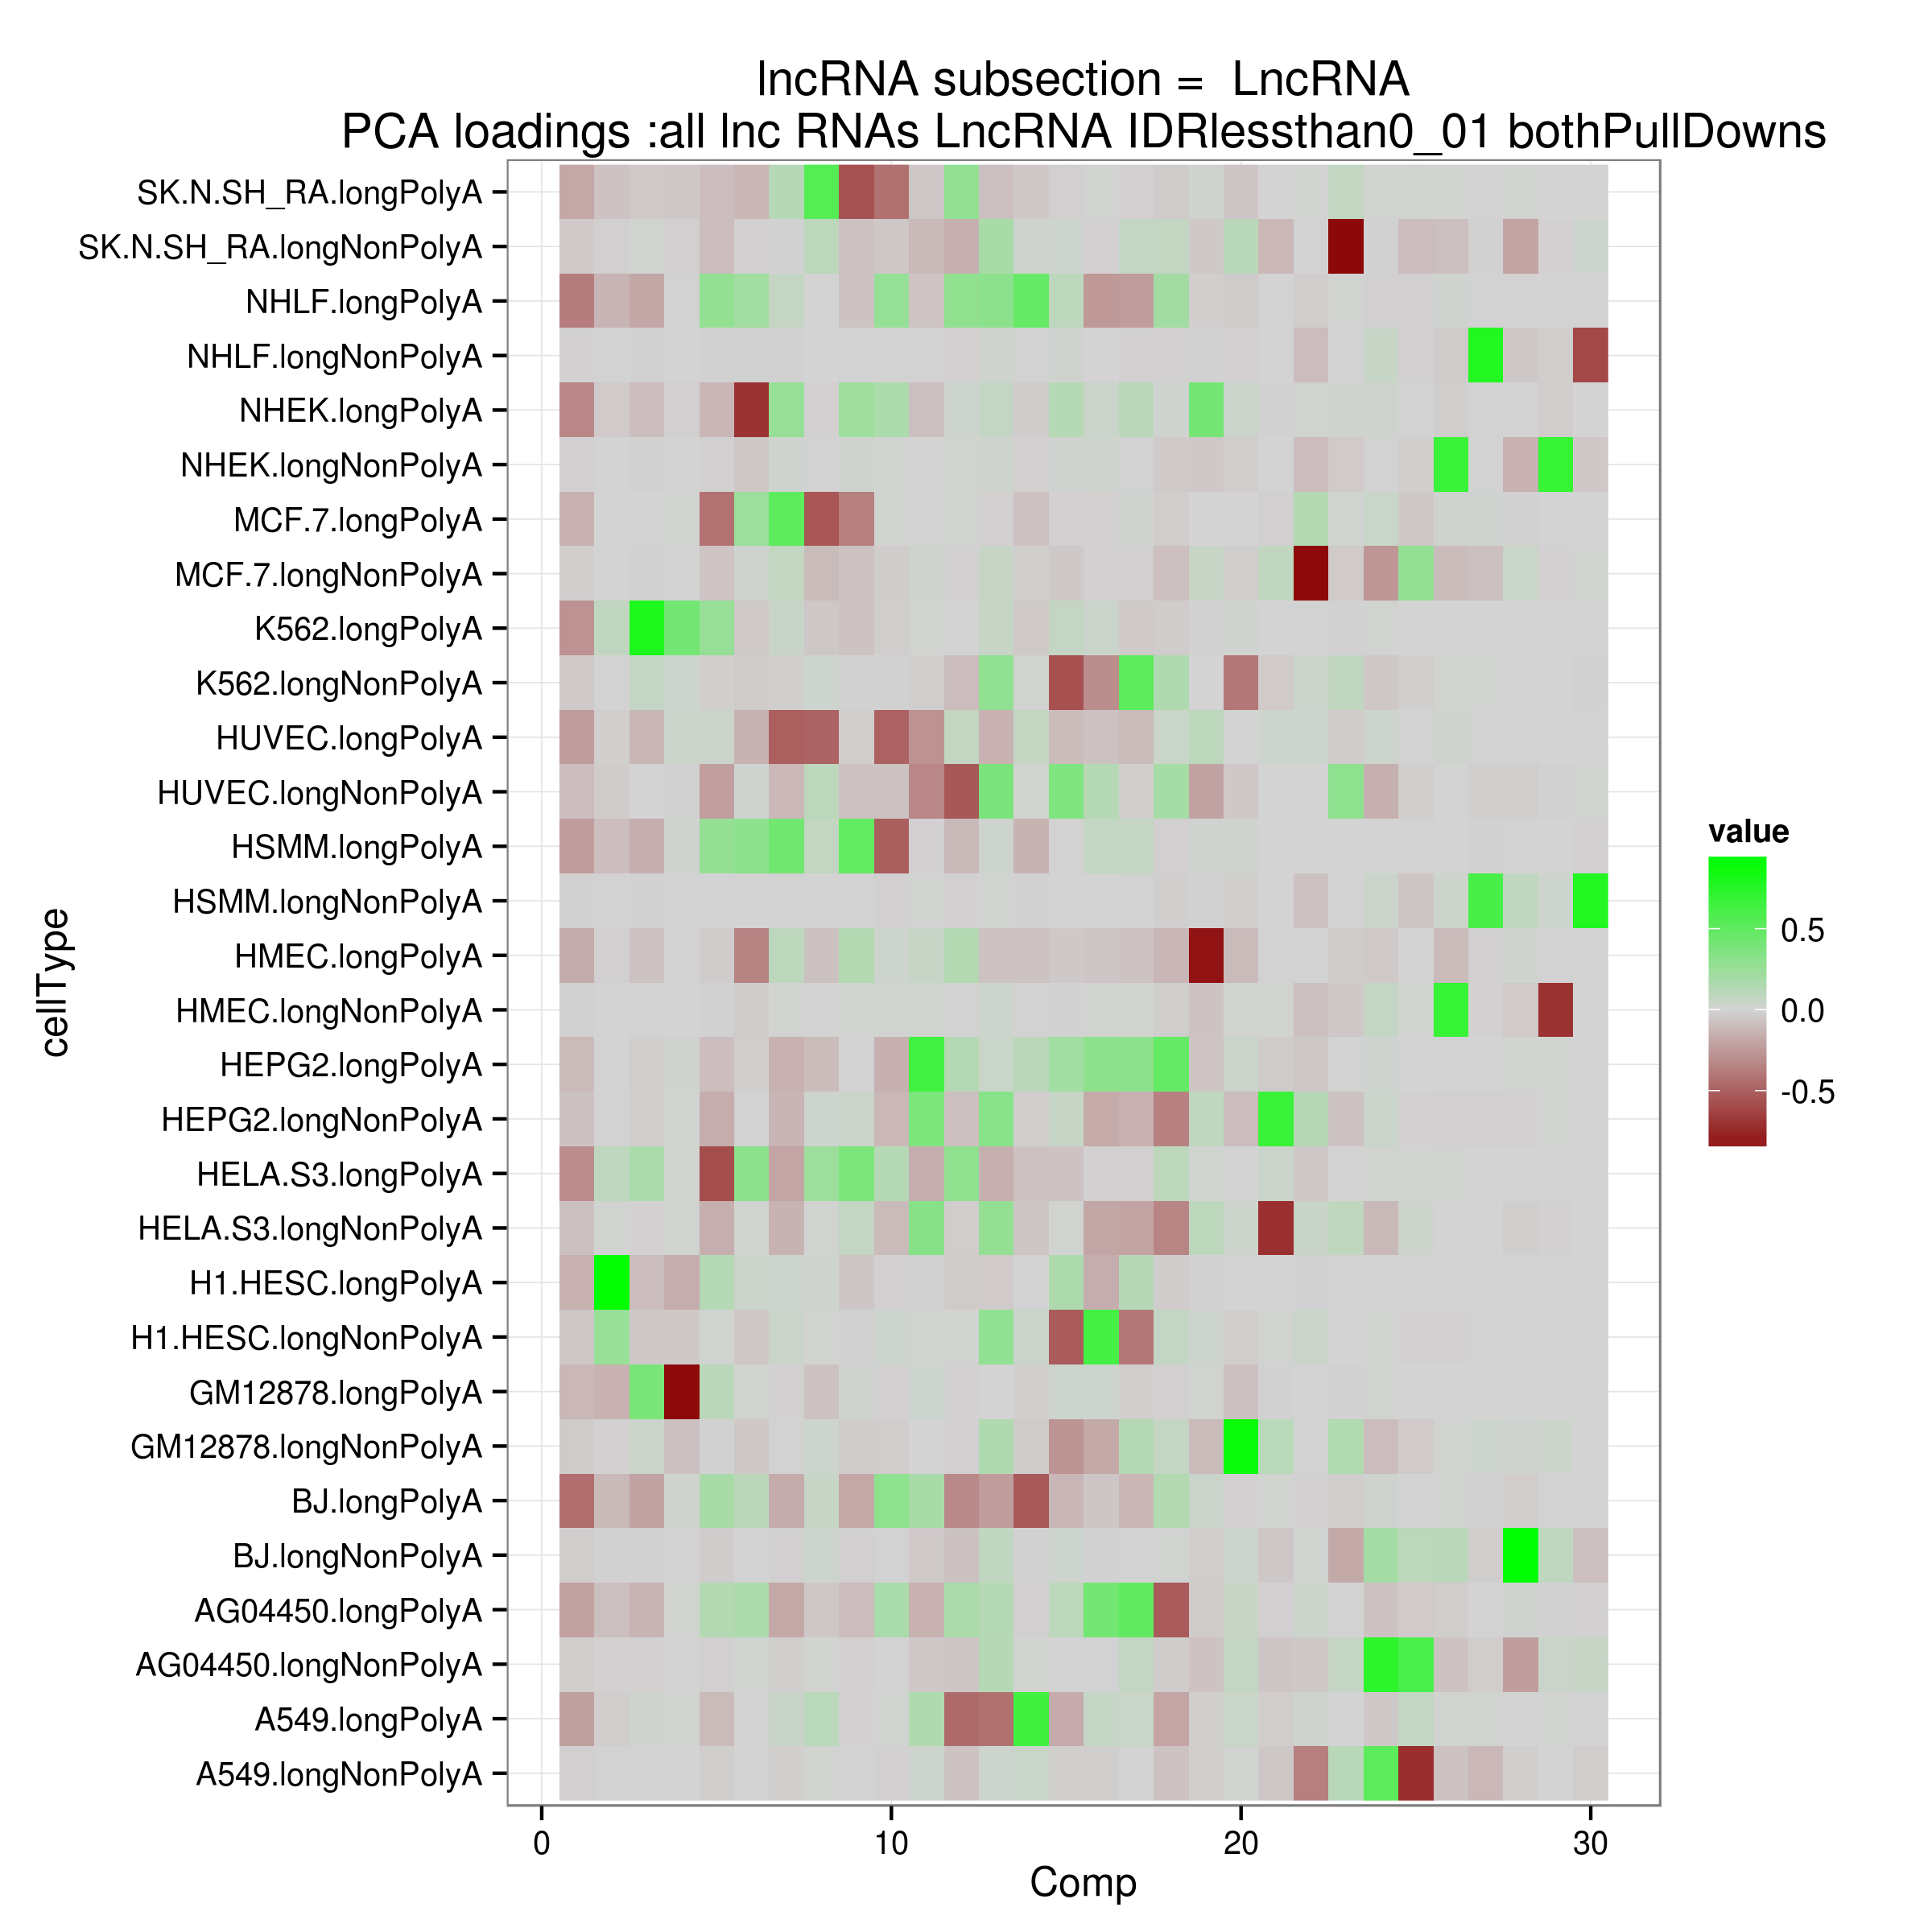 lncRNA subsection =  LncRNA
PCA loadings :all lnc RNAs LncRNA IDRlessthan0_01 bothPullDowns
SK.N.SH_RA.longPolyA
SK.N.SH_RA.longNonPolyA
NHLF.longPolyA
NHLF.longNonPolyA
NHEK.longPolyA
NHEK.longNonPolyA
MCF.7.longPolyA
MCF.7.longNonPolyA
K562.longPolyA
K562.longNonPolyA
HUVEC.longPolyA
HUVEC.longNonPolyA
HSMM.longPolyA
HSMM.longNonPolyA
HMEC.longPolyA
HMEC.longNonPolyA
HEPG2.longPolyA
HEPG2.longNonPolyA
HELA.S3.longPolyA
HELA.S3.longNonPolyA
H1.HESC.longPolyA
H1.HESC.longNonPolyA
GM12878.longPolyA
GM12878.longNonPolyA
BJ.longPolyA
BJ.longNonPolyA
AG04450.longPolyA
AG04450.longNonPolyA
A549.longPolyA
A549.longNonPolyA
cellType
0 10 20 30
Comp
value
0.5
0.0
-0.5